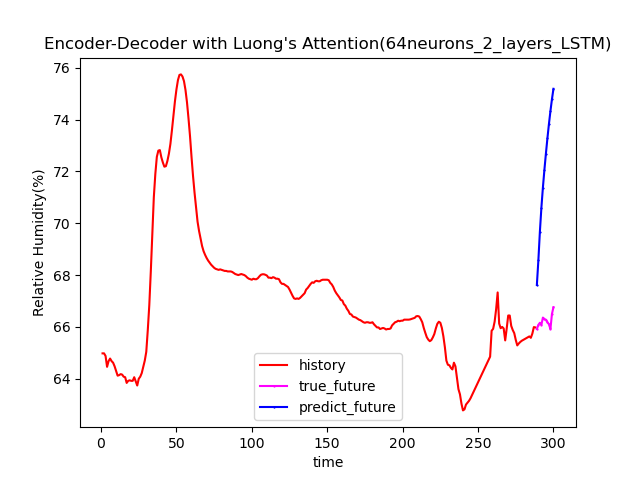 Encoder-Decoder with Luong's Attention(64neurons_2_layers_LSTM)
76
74
72
70
68
66
64
Relative Humidity(%)
history
true_future
predict_future
0 50 100 150 200 250 300
time